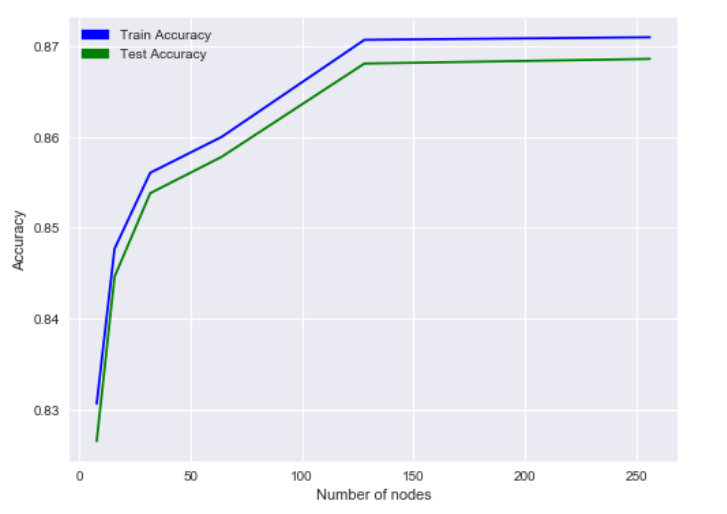 Train Accuracy
Test Accuracy
0.87
0.86
0.85
0.84
0.83
Accuracy
0 50 100 150 200 250
Number of nodes